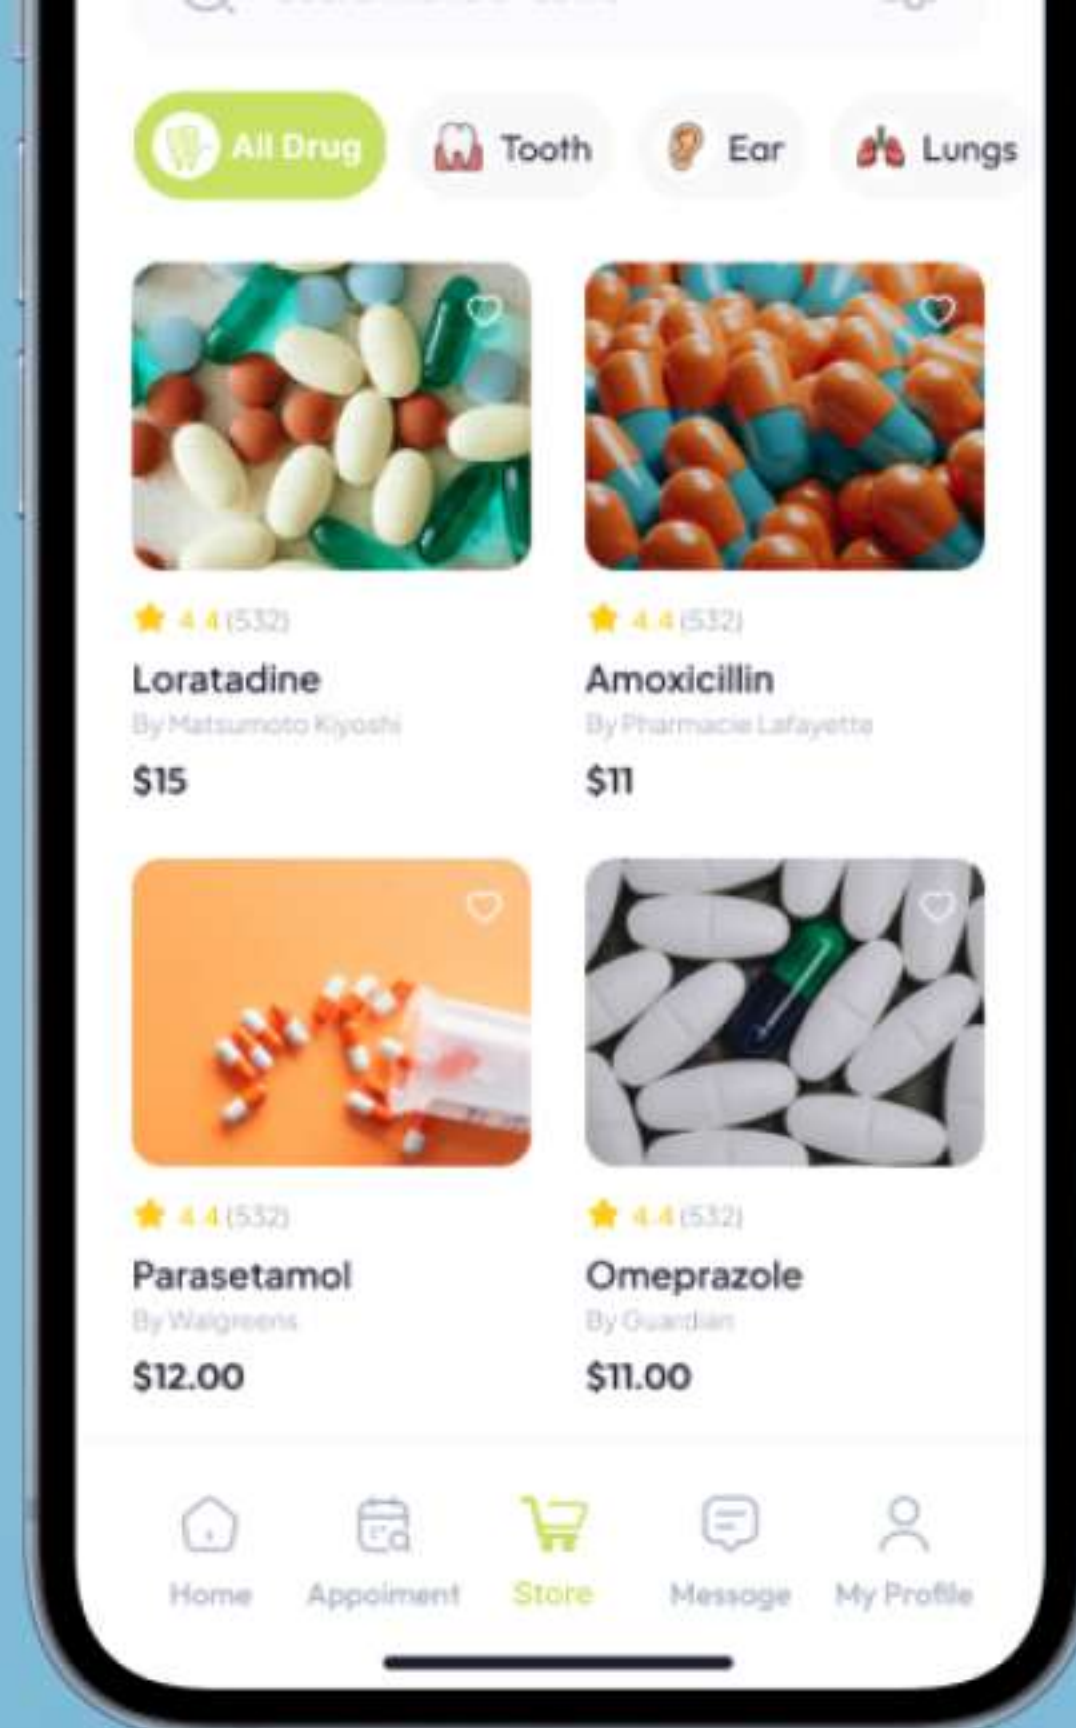 All Drug Tooth Ear Lungs
4.4 (532) 4.4 (532)
Loratadine Amoxicillin
By Matsumoto Kiyoshi By Pharmacie Lafayette
$15 $11
4.4 (532) 4.4 (532)
Parasetamol Omeprazole
By Walgreens By Guardian
$12.00 $11.00
Home Appoiment Store Message My Profile